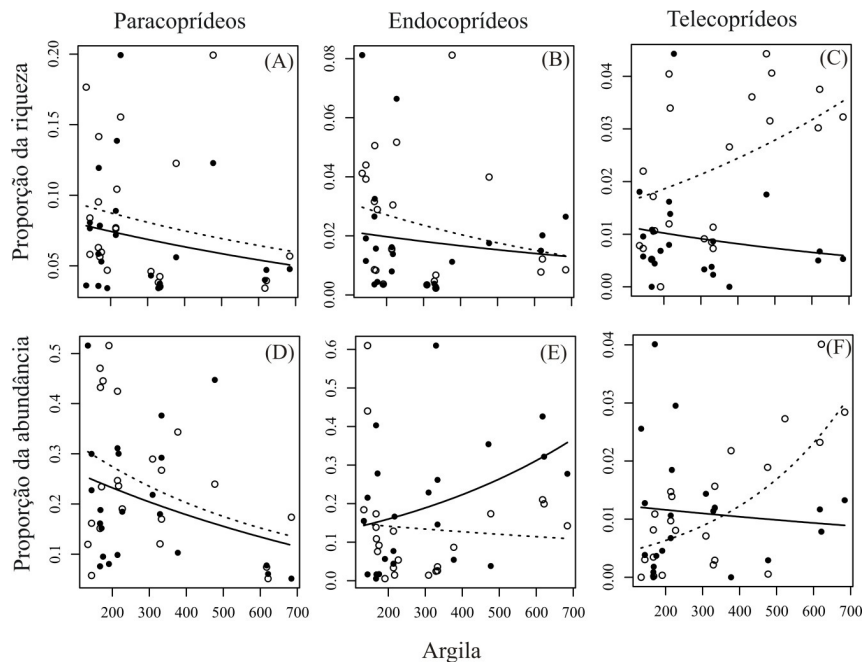 Paracoprídeos Endocoprídeos Telecoprídeos
Proporção da riqueza
(A)
0.05 0.10 0.15 0.20
(B)
0.00 0.02 0.04 0.06 0.08
(C)
0.00 0.01 0.02 0.03 0.04
Proporção da abundância
(D)
0.1 0.2 0.3 0.4 0.5
(E)
0.0 0.1 0.2 0.3 0.4 0.5 0.6
(F)
0.00 0.01 0.02 0.03 0.04
200 300 400 500 600 700
200 300 400 500 600 700
200 300 400 500 600 700
Argila